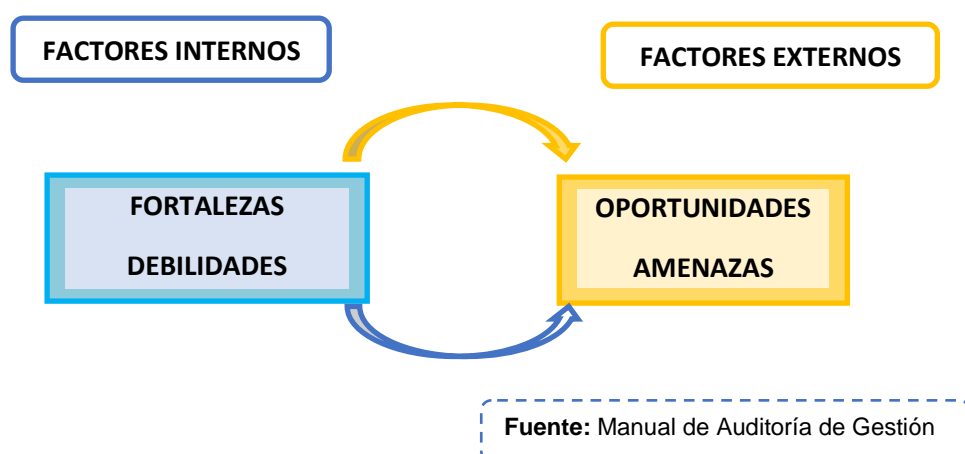 FACTORES INTERNOS
FACTORES EXTERNOS
FORTALEZAS
DEBILIDADES
OPORTUNIDADES
AMENAZAS
Fuente: Manual de Auditoría de Gestión